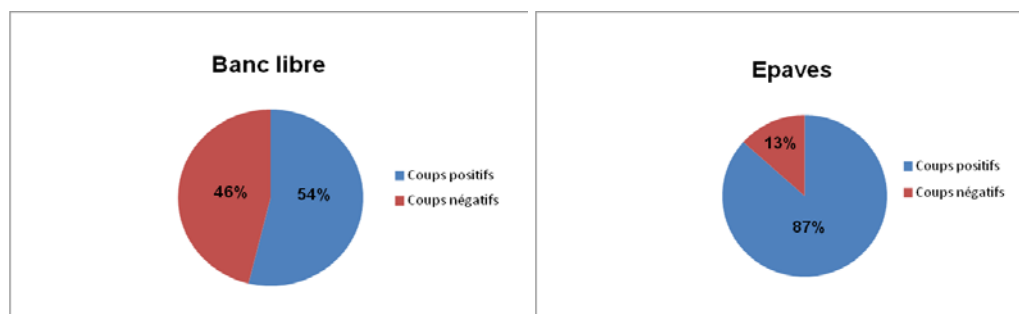 Banc libre
46%
54%
Coups positifs
Coups négatifs
Epaves
13%
87%
Coups positifs
Coups négatifs